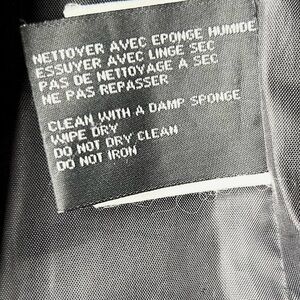 NETTOYER AVEC EPONGE HUMIDE
ESSUYER AVEC LINGE SEC
PAS DE NETTOYAGE A SEC
NE PAS REPASSER
CLEAN WITH A DAMP SPONGE
WIPE DRY
DO NOT DRY CLEAN
DO NOT IRON